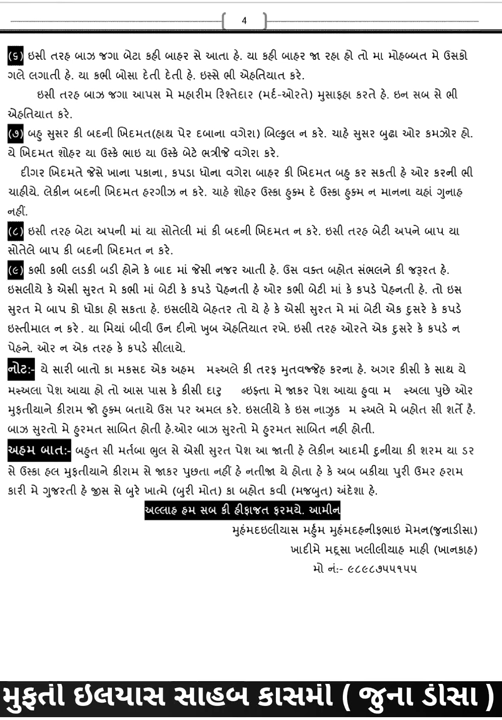 4
(૬) ઇસી તરહ બાઝ જગા બેટા કહી બાહર સે આતા હે. યા કહી બાહર જા રહા હો તો મા મોહબ્બત મે ઉસકો
ગલે લગાતી હે. યા કભી બોસા દેતી દેતી હે. ઇસ્સે ભી એહતિયાત કરે.
ઇસી તરહ બાઝ જગા આપસ મે મહારીમ રિશ્તેદાર (મર્દ-ઓરતે) મુસાફહા કરતે હે. ઇન સબ સે ભી
એહતિયાત કરે.
(૭) બહુ સુસર કી બદની ખિદમત(હાથ પેર દબાના વગેરા) બિલ્કુલ ન કરે. ચાહે સુસર બુઢા ઓર કમઝોર હો.
યે ખિદમત શોહર યા ઉસ્કે ભાઇ યા ઉસ્કે બેટે ભત્રીજે વગેરા કરે.
દીગર ખિદમતે જેસે ખાના પકાના, કપડા ધોના વગેરા બાહર કી ખિદમત બહુ કર સકતી હે ઓર કરની ભી
ચાહીયે. લેકીન બદની ખિદમત હરગીઝ ન કરે. ચાહે શોહર ઉસ્કા હુક્મ દે ઉસ્કા હુક્મ ન માનના યહાં ગુનાહ
નહીં.
(૮) ઇસી તરહ બેટા અપની માં યા સોતેલી માં કી બદની ખિદમત ન કરે. ઇસી તરહ બેટી અપને બાપ યા
સોતેલે બાપ કી બદની ખિદમત ન કરે.
(૯) કભી કભી લડકી બડી હોને કે બાદ માં જેસી નજર આતી હે. ઉસ વક્ત બહોત સંભલને કી જરૂરત હે.
ઇસલીયે કે એસી સુરત મે કભી માં બેટી કે કપડે પેહનતી હે ઓર કભી બેટી માં કે કપડે પેહનતી હે. તો ઇસ
સુરત મે બાપ કો ધોકા હો સકતા હે. ઇસલીયે બેહતર તો યે હે કે એસી સુરત મે માં બેટી એક દુસરે કે કપડે
ઇસ્તીમાલ ન કરે . યા મિયાં બીવી ઉન દીનો ખુબ એહતિયાત રખે. ઇસી તરહ ઓરતે એક દુસરે કે કપડે ન
પેહને. ઓર ન એક તરહ કે કપડે સીલાયે.
નોટ:- યે સારી બાતો કા મકસદ એક અહમ મસ્અલે કી તરફ મુતવજ્જેહ કરના હે. અગર કીસી કે સાથ યે
મસ્અલા પેશ આયા હો તો આસ પાસ કે કીસી દારુ ઇફ્તા મે જાકર પેશ આયા હુવા મ સ્અલા પુછે ઓર
મુફતીયાને કીરામ જો હુક્મ બતાયે ઉસ પર અમલ કરે. ઇસલીયે કે ઇસ નાઝુક મ સ્અલે મે બહોત સી શર્તે હે.
બાઝ સુરતો મે હુરમત સાબિત હોતી હે.ઓર બાઝ સુરતો મે હુરમત સાબિત નહી હોતી.
અહમ બાત:- બહુત સી મર્તબા ભુલ સે એસી સુરત પેશ આ જાતી હે લેકીન આદમી દુનીયા કી શરમ યા ડર
સે ઉસ્કા હલ મુફતીયાને કીરામ સે જાકર પુછતા નહીં હે નતીજા યે હોતા હે કે અબ બકીયા પુરી ઉમર હરામ
કારી મે ગુજરતી હે જીસ સે બુરે ખાત્મે (બુરી મોત) કા બહોત કવી (મજબુત) અંદેશા હે.
અલ્લાહ હમ સબ કી હીફાજત ફરમયે. આમીન
મુહંમદઇલીયાસ મર્હુમ મુહંમદહનીફભાઇ મેમન(જુનાડીસા)
ખાદીમે મદ્દસા ખલીલીયાહ માહી (ખાનકાહ)
મો નં:- ૯૮૯૮૭૫૫૧૫૫
મુફતી ઇલયાસ સાહબ કાસમી ( જુના ડીસા )